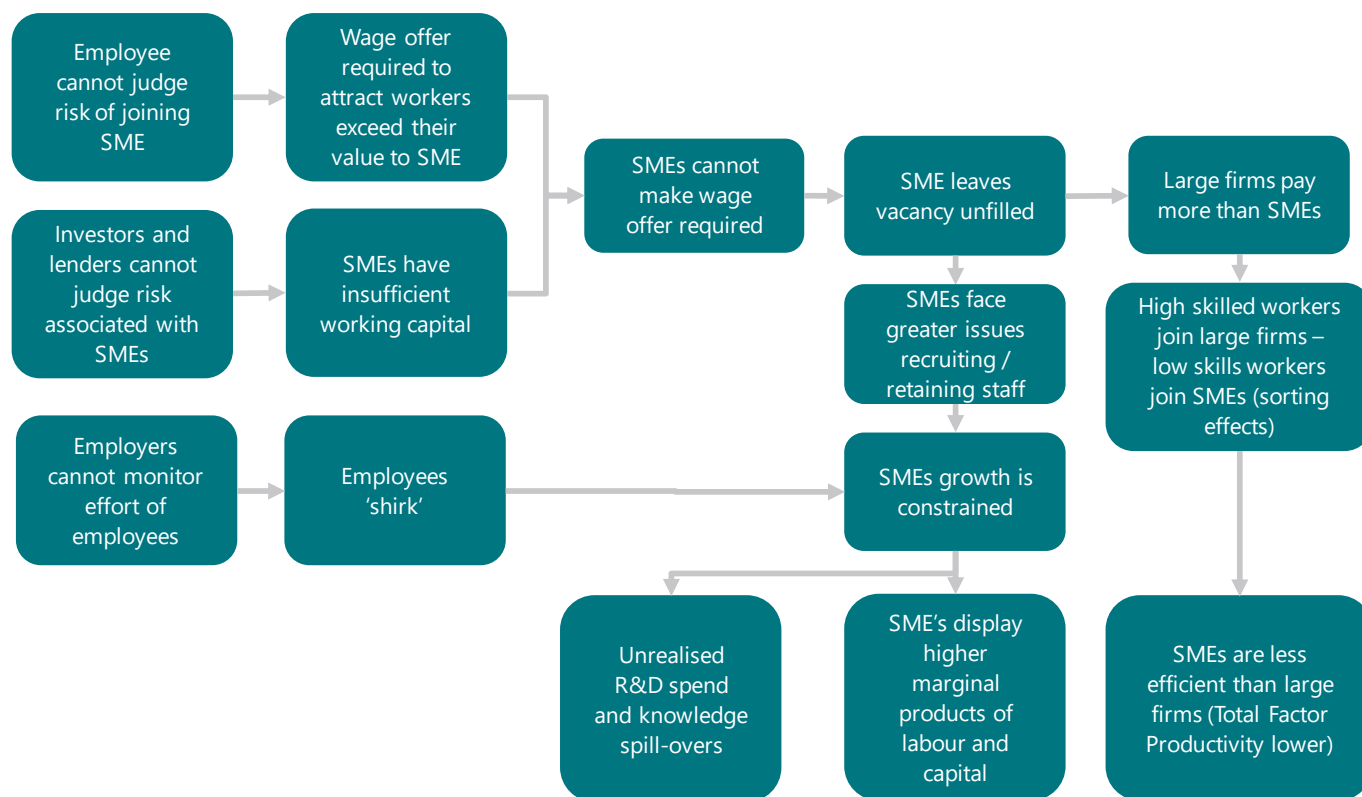 Employee
cannot judge
risk of joining
SME
Wage offer
required to
attract workers
exceed their
value to SME
SMEs cannot
make wage
offer required
SME leaves
vacancy unfilled
Large firms pay
more than SMEs
Investors and
lenders cannot
judge risk
associated with
SMEs
SMEs have
insufficient
working capital
SMEs face
greater issues
recruiting /
retaining staff
High skilled workers
join large firms –
low skills workers
join SMEs (sorting
effects)
Employers
cannot monitor
effort of
employees
Employees
‘shirk’
SMEs growth is
constrained
Unrealised
R&D spend
and knowledge
spill-overs
SME’s display
higher
marginal
products of
labour and
capital
SMEs are less
efficient than large
firms (Total Factor
Productivity lower)